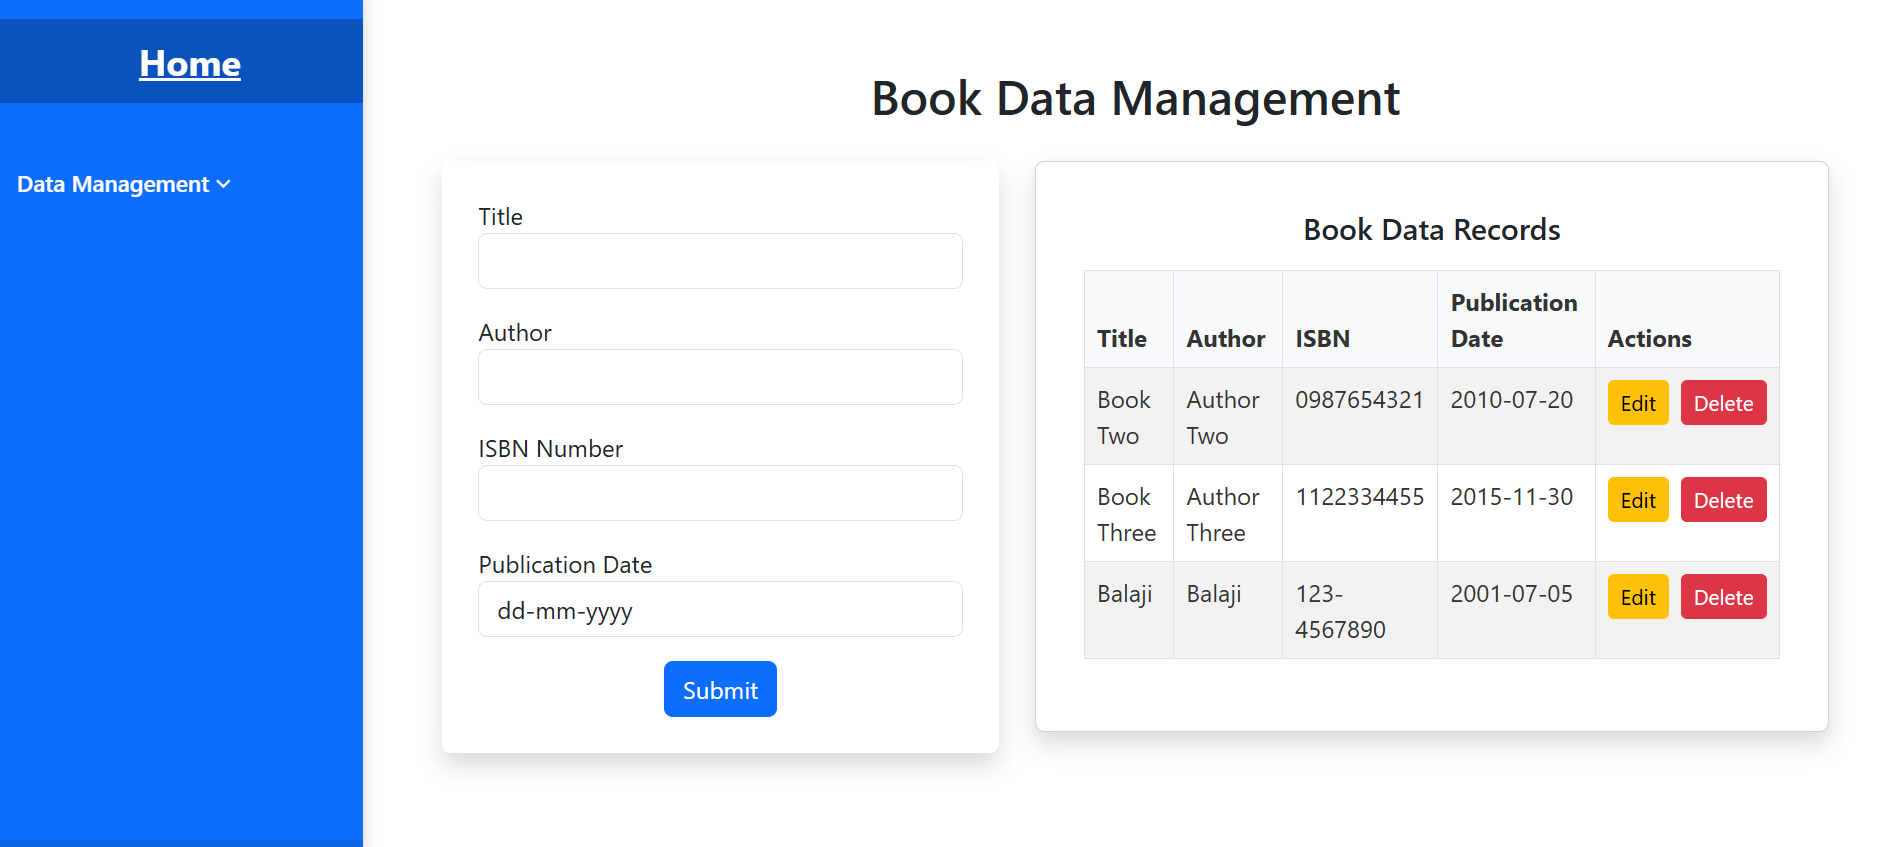 Home
Data Management
Book Data Management
Title
Author
ISBN Number
Publication Date
dd-mm-yyyy
Submit
Book Data Records
Title Author ISBN Publication Date Actions
Book Two Author Two 0987654321 2010-07-20 Edit Delete
Book Three Author Three 1122334455 2015-11-30 Edit Delete
Balaji Balaji 123-4567890 2001-07-05 Edit Delete